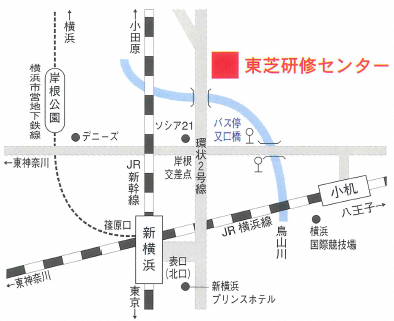 ↑横浜
↑小田原
岸根公園
横浜市営地下鉄線
東芝研修センター
ソシア21
バス停
又口橋
デニーズ
環状2号線
←東神奈川
JR新幹線
岸根
交差点
小机
八王子→
篠原口
新横浜
JR横浜線
鳥山川
横浜
国際競技場
表口
(北口)
←東神奈川
東京↓
新横浜
プリンスホテル